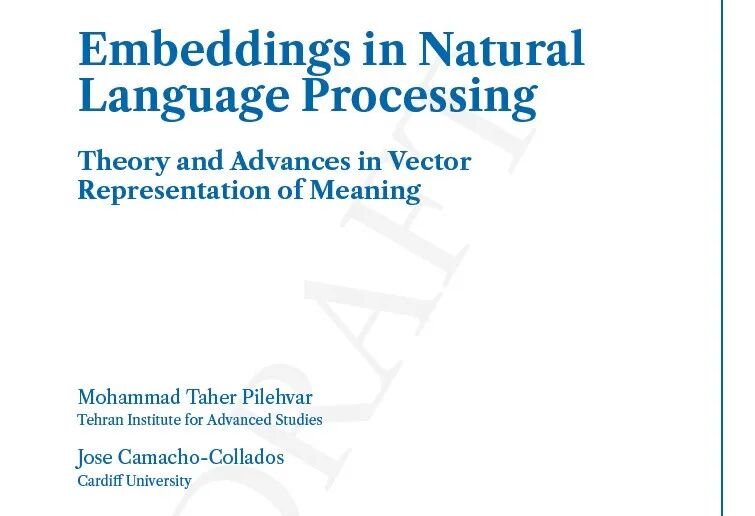 Embeddings in Natural
Language Processing
Theory and Advances in Vector
Representation of Meaning
Mohammad Taher Pilehvar
Tehran Institute for Advanced Studies
Jose Camacho-Collados
Cardiff University
DRAFT